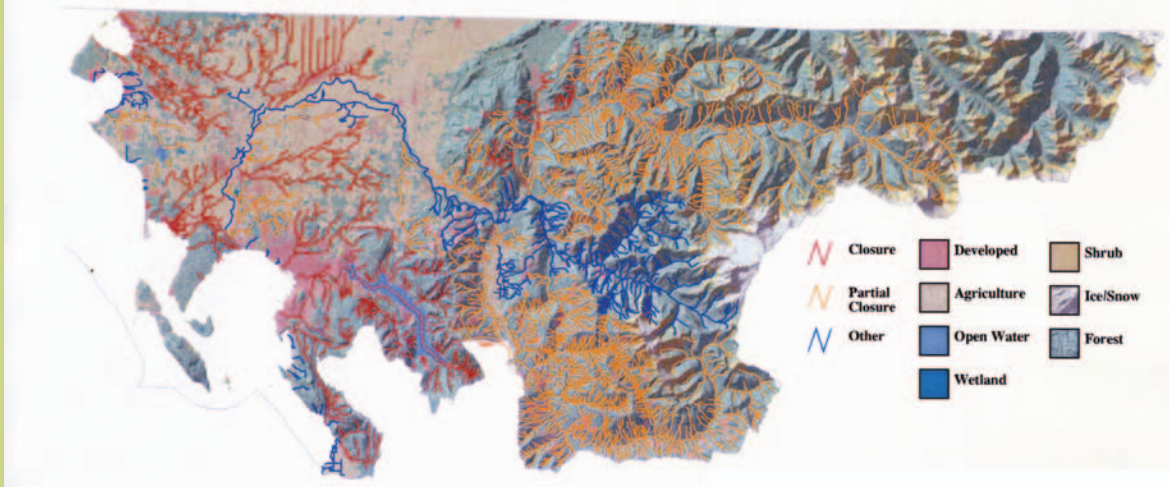 Closure
Partial
Closure
Other
Developed
Agriculture
Open Water
Wetland
Shrub
Ice/Snow
Forest